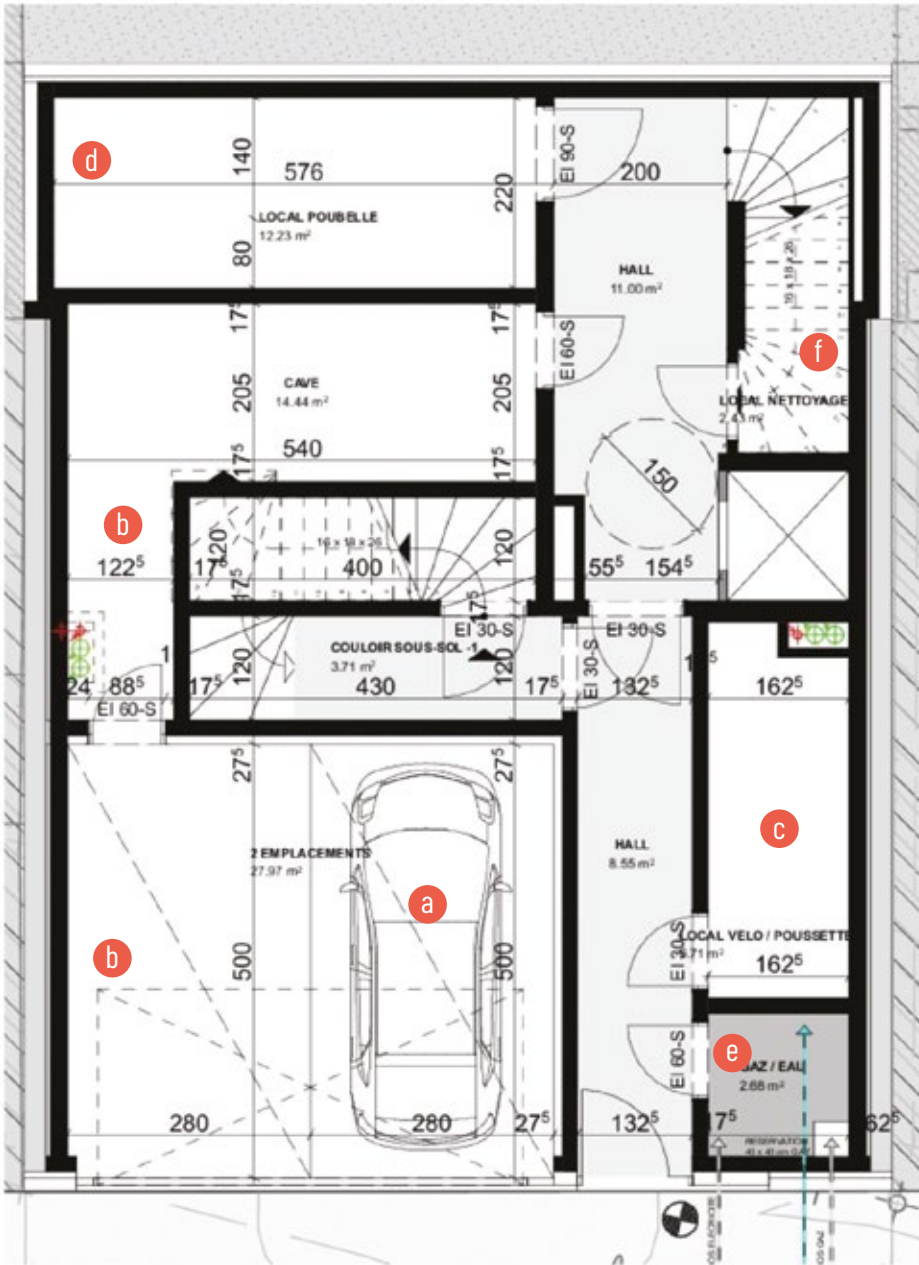 d
140
576
220
EI 90-S
200
LOCAL POUBELLE
12.23 m²
80
HALL
11.00 m²
16 x 18 x 26
17⁵
17⁵
EI 60-S
f
CAVE
14.44 m²
205
205
LOCAL NETTOYAGE
540
17⁵
17⁵
150
b
120
16 x 18 x 26
120
122⁵
17⁵
400
55⁵
154⁵
17⁵
17⁵
EI 30-S
EI 30-S
COULOIR SOUS-SOL -1
3.71 m²
120
120
EI 30-S
1
24
88⁵
17⁵
430
17⁵
132⁵
162⁵
EI 60-S
27⁵
27⁵
c
2 EMPLACEMENTS
27.97 m²
HALL
8.55 m²
a
b
500
500
EI 30-S
LOCAL VELO / POUSSETTE
162⁵
EI 60-S
e
GAZ / EAU
2.68 m²
280
280
27⁵
132⁵
17⁵
62⁵
RESERVATION